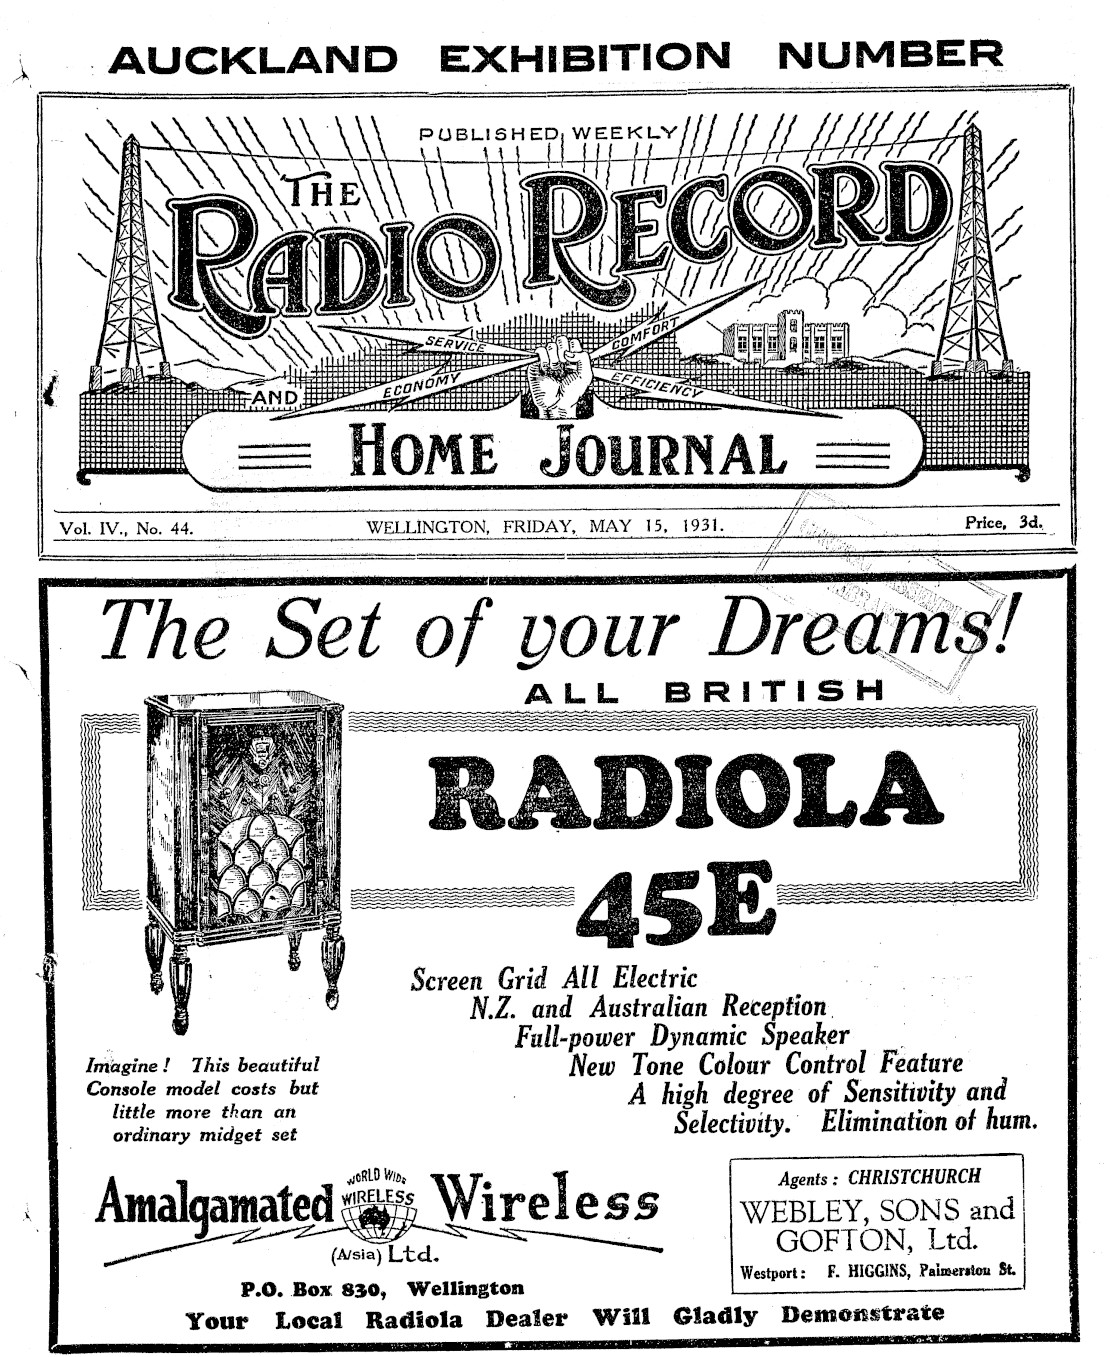 AUCKLAND EXHIBITION NUMBER
PUBLISHED WEEKLY
THE
RADIO RECORD
SERVICE
COMFORT
ECONOMY
EFFICIENCY
AND
HOME JOURNAL
Vol. IV., No. 44.
WELLINGTON, FRIDAY, MAY 15, 1931.
Price, 3d.
The Set of your Dreams!
ALL BRITISH
RADIOLA
45E
Screen Grid All Electric
N.Z. and Australian Reception
Full-power Dynamic Speaker
New Tone Colour Control Feature
A high degree of Sensitivity and
Selectivity. Elimination of hum.
Imagine! This beautiful
Console model costs but
little more than an
ordinary midget set
Amalgamated Wireless
WORLD WIDE
WIRELESS
(A/sia) Ltd.
P.O. Box 830, Wellington
Agents: CHRISTCHURCH
WEBLEY, SONS and
GOFTON, Ltd.
Westport: F. HIGGINS, Palmerston St.
Your Local Radiola Dealer Will Gladly Demonstrate